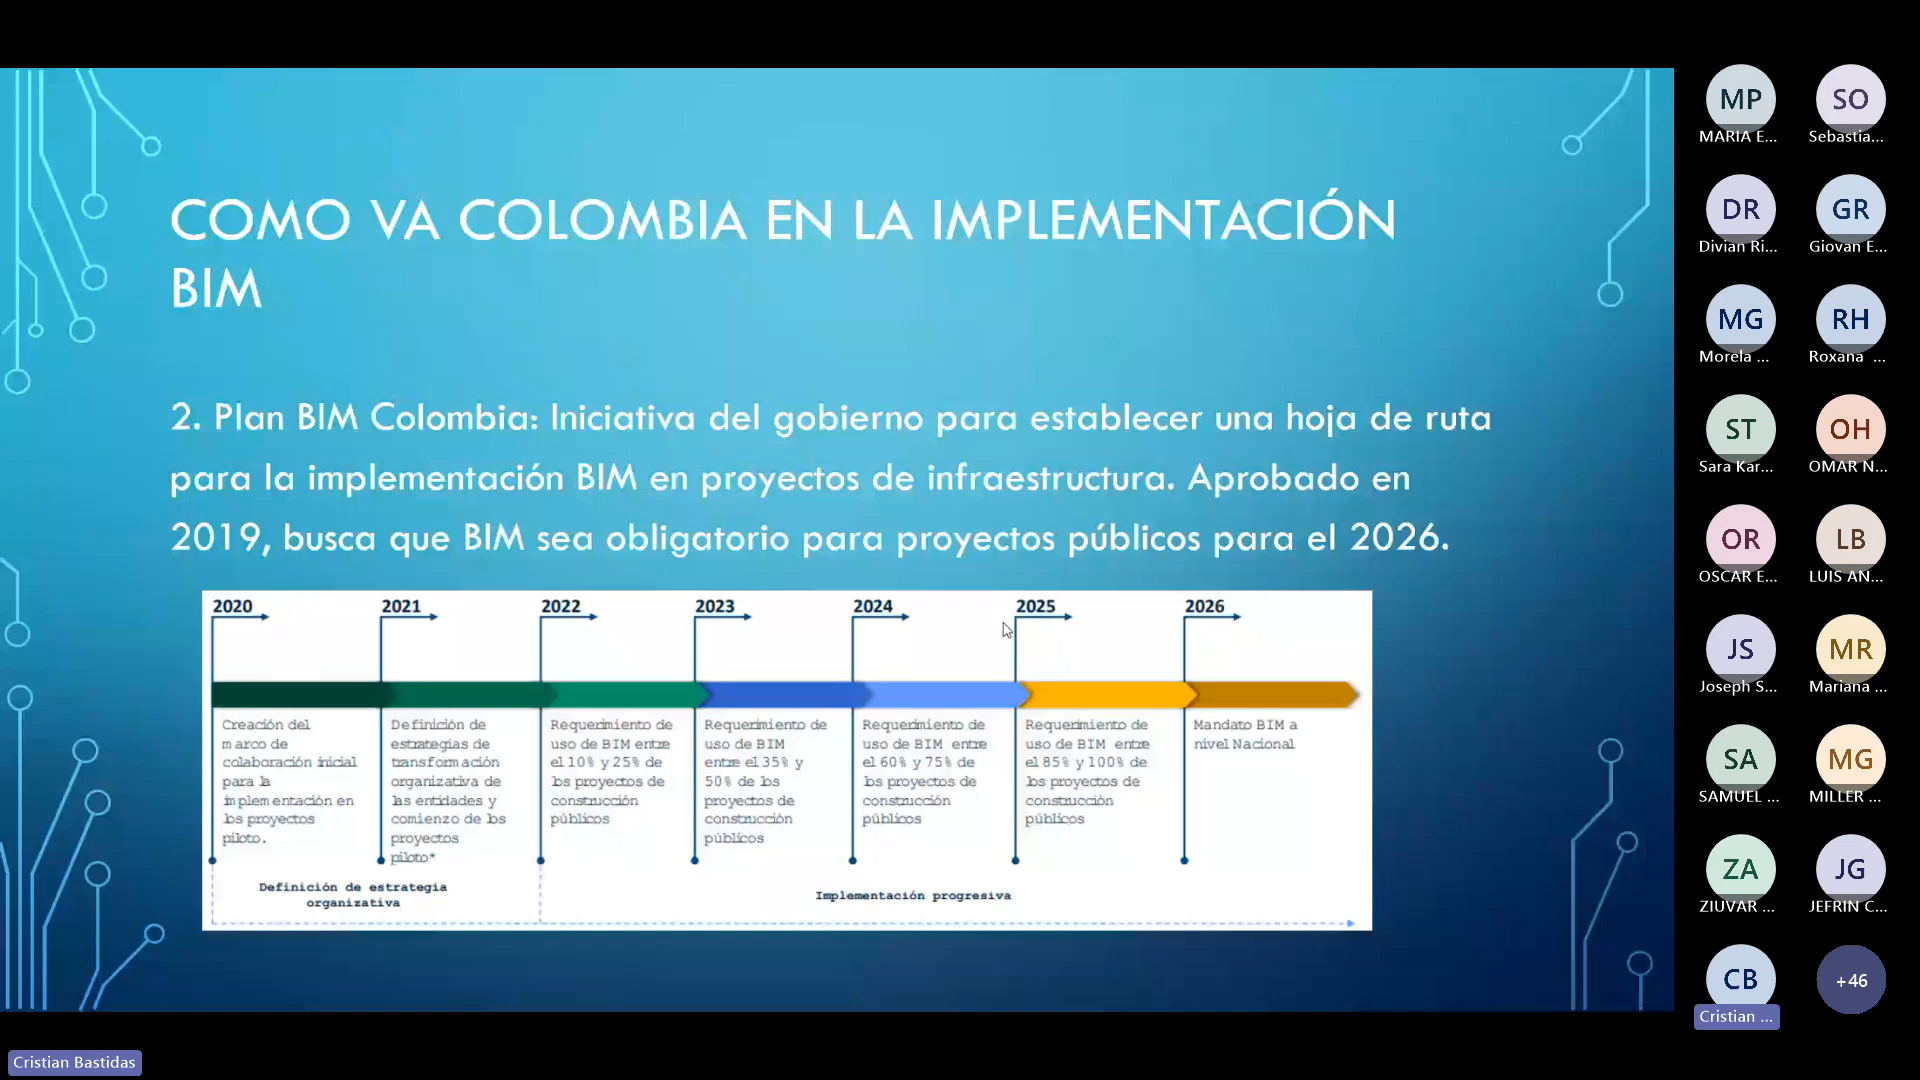 COMO VA COLOMBIA EN LA IMPLEMENTACIÓN
BIM
2. Plan BIM Colombia: Iniciativa del gobierno para establecer una hoja de ruta
para la implementación BIM en proyectos de infraestructura. Aprobado en
2019, busca que BIM sea obligatorio para proyectos públicos para el 2026.
2020
Creación del
marco de
colaboración inicial
para la
implementación en
los proyectos
piloto.
2021
Definición de
estrategias de
transformación
organizativa de
las entidades y
comienzo de los
proyectos
piloto*
2022
Requerimiento de
uso de BIM entre
el 10% y 25% de
los proyectos de
construcción
públicos
2023
Requerimiento de
uso de BIM
entre el 35% y
50% de los
proyectos de
construcción
públicos
2024
Requerimiento de
uso de BIM entre
el 60% y 75% de
los proyectos de
construcción
públicos
2025
Requerimiento de
uso de BIM entre
el 85% y 100% de
los proyectos de
construcción
públicos
2026
Mandato BIM a
nivel Nacional
Definición de estrategia
organizativa
Implementación progresiva
MP
MARIA E...
SO
Sebastia...
DR
Divian Ri...
GR
Giovan E...
MG
Morela ...
RH
Roxana ...
ST
Sara Kar...
OH
OMAR N...
OR
OSCAR E...
LB
LUIS AN...
JS
Joseph S...
MR
Mariana ...
SA
SAMUEL ...
MG
MILLER ...
ZA
ZIUVAR ...
JG
JEFRIN C...
CB
Cristian ...
+46
Cristian Bastidas